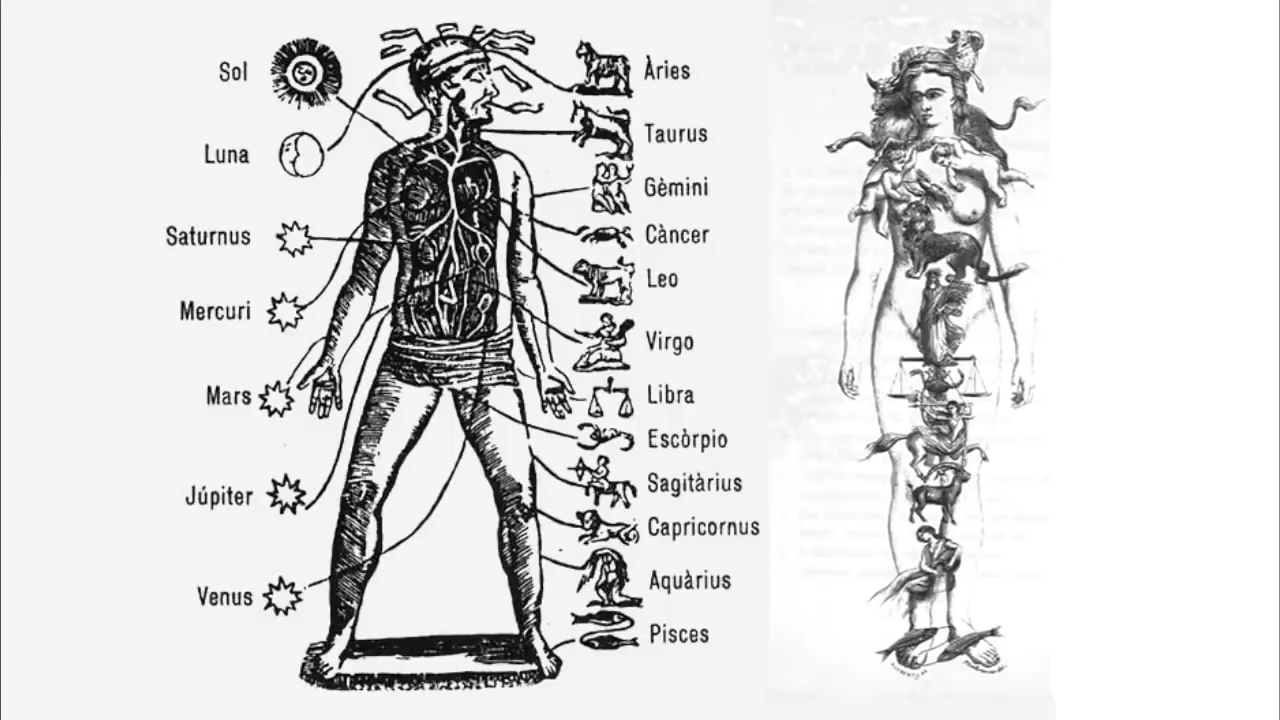 Sol
Luna
Saturnus
Mercuri
Mars
Júpiter
Venus
Àries
Taurus
Gèmini
Càncer
Leo
Virgo
Libra
Escòrpio
Sagitàrius
Capricornus
Aquàrius
Pisces